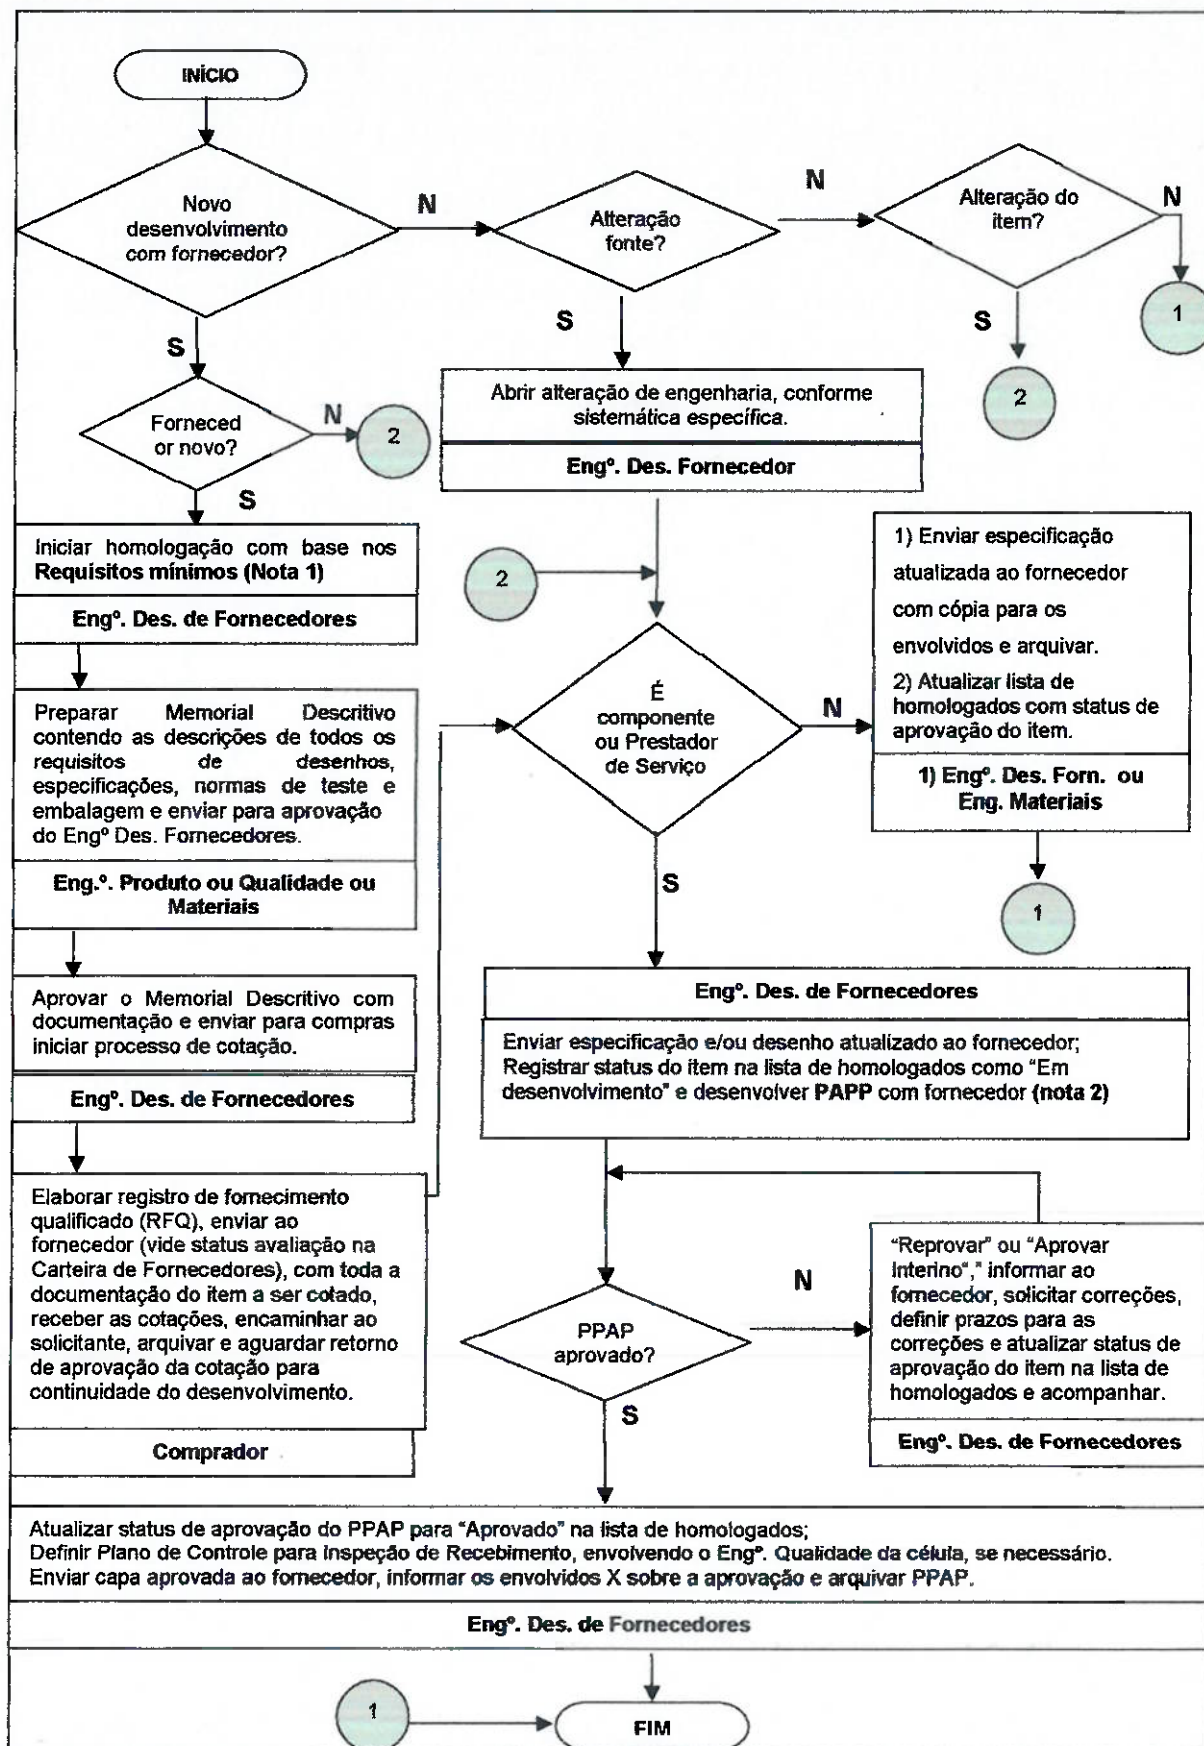 INÍCIO
Novo
desenvolvimento
com fornecedor?
N
Alteração
fonte?
N
Alteração do
item?
N
1
S
S
S
2
Forneced
or novo?
N
2
S
Abrir alteração de engenharia, conforme
sistemática específica.
Engº. Des. Fornecedor
Iniciar homologação com base nos
Requisitos mínimos (Nota 1)
Engº. Des. de Fornecedores
2
1) Enviar especificação
atualizada ao fornecedor
com cópia para os
envolvidos e arquivar.
2) Atualizar lista de
homologados com status de
aprovação do item.
1) Engº. Des. Forn. ou
Eng. Materiais
1
É
componente
ou Prestador
de Serviço
N
S
Preparar Memorial Descritivo
contendo as descrições de todos os
requisitos de desenhos,
especificações, normas de teste e
embalagem e enviar para aprovação
do Engº Des. Fornecedores.
Eng.º. Produto ou Qualidade ou
Materiais
Aprovar o Memorial Descritivo com
documentação e enviar para compras
iniciar processo de cotação.
Engº. Des. de Fornecedores
Engº. Des. de Fornecedores
Enviar especificação e/ou desenho atualizado ao fornecedor;
Registrar status do item na lista de homologados como "Em
desenvolvimento" e desenvolver PAPP com fornecedor (nota 2)
Elaborar registro de fornecimento
qualificado (RFQ), enviar ao
fornecedor (vide status avaliação na
Carteira de Fornecedores), com toda a
documentação do item a ser cotado,
receber as cotações, encaminhar ao
solicitante, arquivar e aguardar retorno
de aprovação da cotação para
continuidade do desenvolvimento.
Comprador
PPAP
aprovado?
N
S
"Reprovar" ou "Aprovar
Interino"," informar ao
fornecedor, solicitar correções,
definir prazos para as
correções e atualizar status de
aprovação do item na lista de
homologados e acompanhar.
Engº. Des. de Fornecedores
Atualizar status de aprovação do PPAP para "Aprovado" na lista de homologados;
Definir Plano de Controle para Inspeção de Recebimento, envolvendo o Engº. Qualidade da célula, se necessário.
Enviar capa aprovada ao fornecedor, informar os envolvidos X sobre a aprovação e arquivar PPAP.
Engº. Des. de Fornecedores
1
FIM